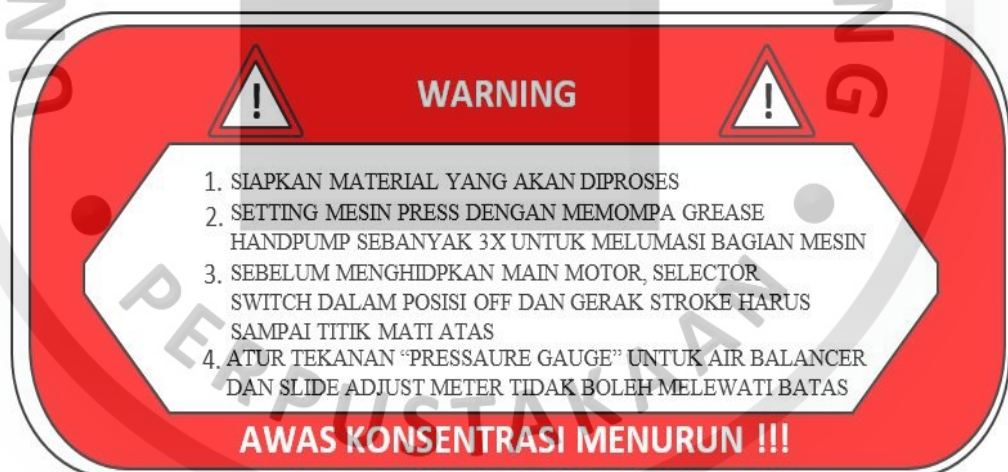 WARNING
1. SIAPKAN MATERIAL YANG AKAN DIPROSES
2. SETTING MESIN PRESS DENGAN MEMOMPA GREASE
HANDPUMP SEBANYAK 3X UNTUK MELUMASI BAGIAN MESIN
3. SEBELUM MENGHIDPKAN MAIN MOTOR, SELECTOR
SWITCH DALAM POSISI OFF DAN GERAK STROKE HARUS
SAMPAI TITIK MATI ATAS
4. ATUR TEKANAN “PRESSAURE GAUGE” UNTUK AIR BALANCER
DAN SLIDE ADJUST METER TIDAK BOLEH MELEWATI BATAS
AWAS KONSENTRASI MENURUN !!!
PERPUSTAKAAN